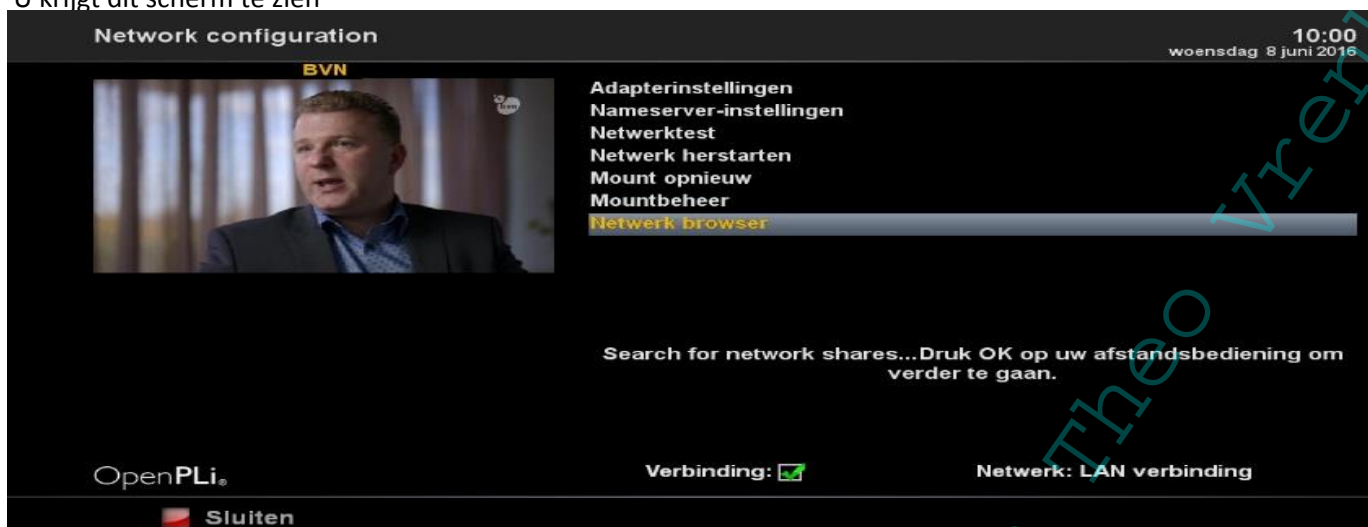 U krijgt dit scherm te zien
Network configuration
10:00
woensdag 8 juni 2016
BVN
Adapterinstellingen
Nameserver-instellingen
Netwerktest
Netwerk herstarten
Mount opnieuw
Mountbeheer
Netwerk browser
Search for network shares...Druk OK op uw afstandsbediening om
verder te gaan.
OpenPLi®
Verbinding:
Netwerk: LAN verbinding
Sluiten
Theo